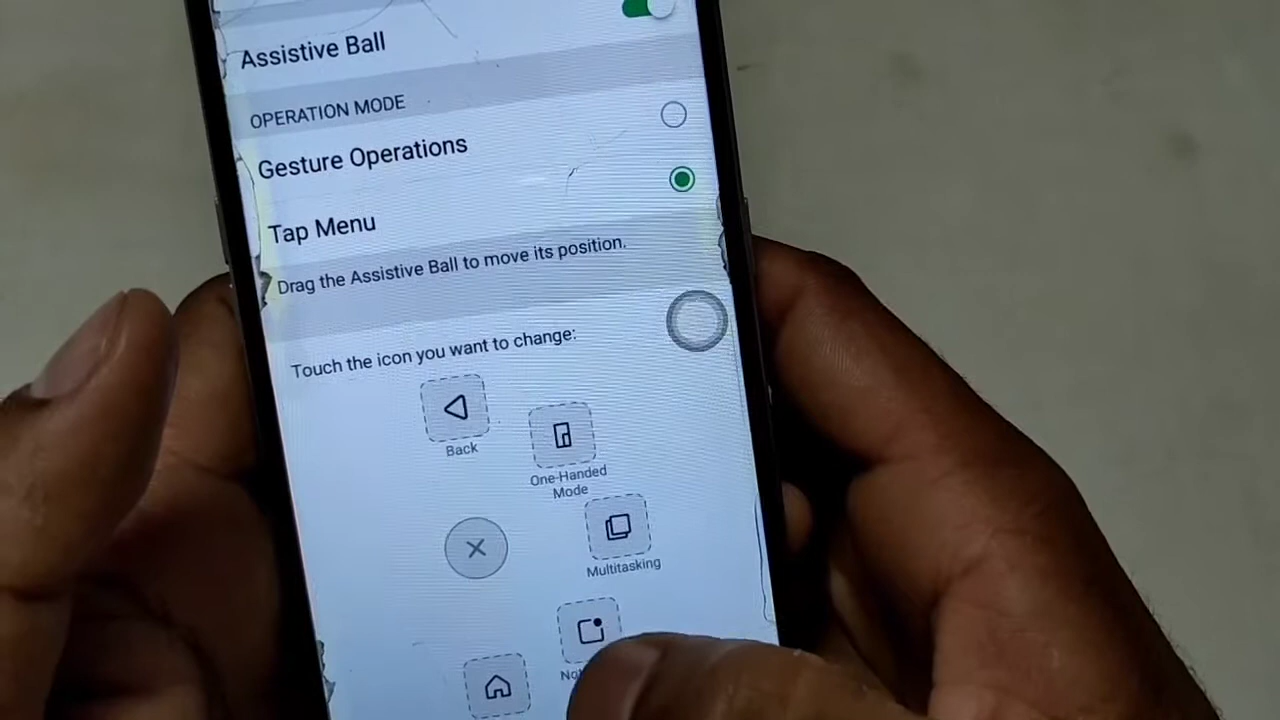 Assistive Ball
OPERATION MODE
Gesture Operations
Tap Menu
Drag the Assistive Ball to move its position.
Touch the icon you want to change:
Back
One-Handed
Mode
Multitasking